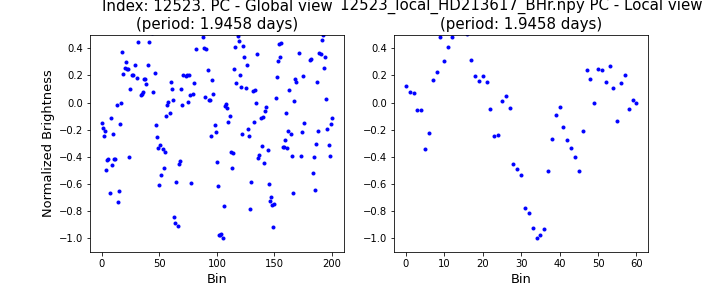 Index: 12523. PC - Global view
(period: 1.9458 days)
12523_local_HD213617_BHr.npy PC - Local view
(period: 1.9458 days)
Normalized Brightness
0.4
0.2
0.0
−0.2
−0.4
−0.6
−0.8
−1.0
0 50 100 150 200
Bin
0.4
0.2
0.0
−0.2
−0.4
−0.6
−0.8
−1.0
0 10 20 30 40 50 60
Bin